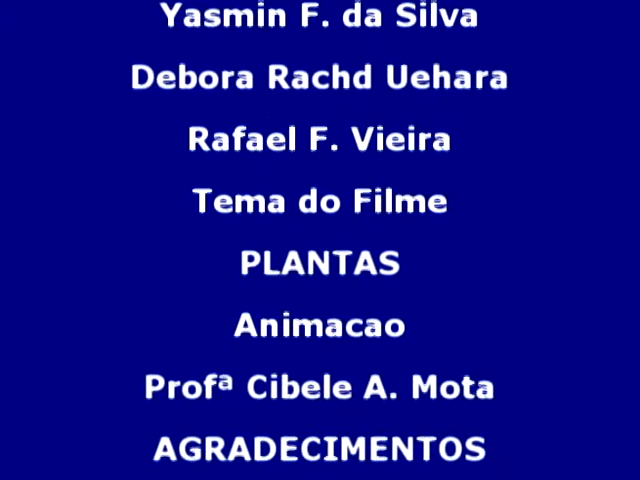 Yasmin F. da Silva
Debora Rachd Uehara
Rafael F. Vieira
Tema do Filme
PLANTAS
Animacao
Profª Cibele A. Mota
AGRADECIMENTOS